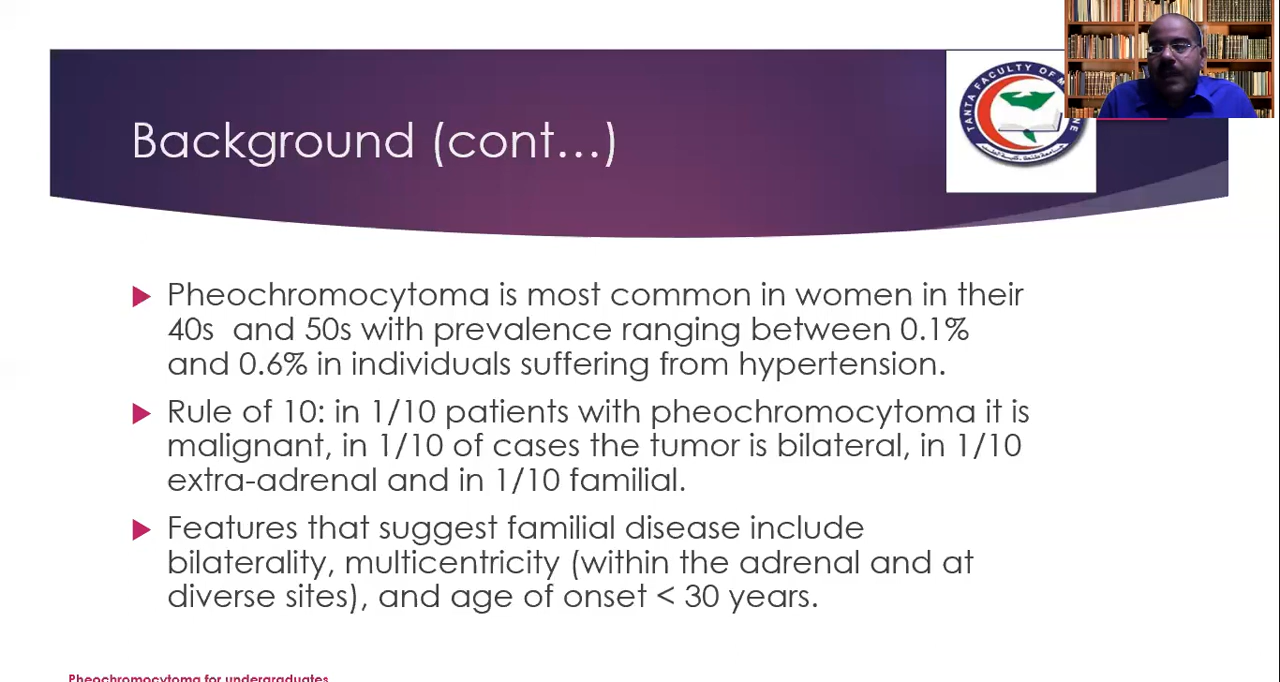 Background (cont...)
TANTA FACULTY OF
Pheochromocytoma is most common in women in their
40s and 50s with prevalence ranging between 0.1%
and 0.6% in individuals suffering from hypertension.
Rule of 10: in 1/10 patients with pheochromocytoma it is
malignant, in 1/10 of cases the tumor is bilateral, in 1/10
extra-adrenal and in 1/10 familial.
Features that suggest familial disease include
bilaterality, multicentricity (within the adrenal and at
diverse sites), and age of onset < 30 years.
Pheochromocytoma for undergraduates